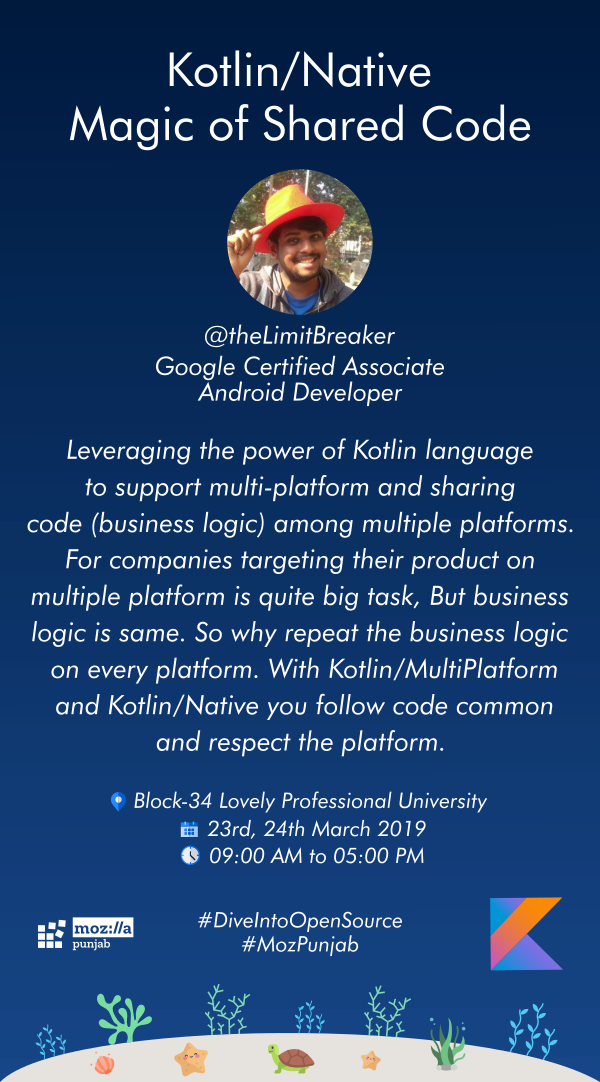 Kotlin/Native
Magic of Shared Code
@theLimitBreaker
Google Certified Associate
Android Developer
Leveraging the power of Kotlin language
to support multi-platform and sharing
code (business logic) among multiple platforms.
For companies targeting their product on
multiple platform is quite big task, But business
logic is same. So why repeat the business logic
on every platform. With Kotlin/MultiPlatform
and Kotlin/Native you follow code common
and respect the platform.
Block-34 Lovely Professional University
23rd, 24th March 2019
09:00 AM to 05:00 PM
moz://a
punjab
#DiveIntoOpenSource
#MozPunjab